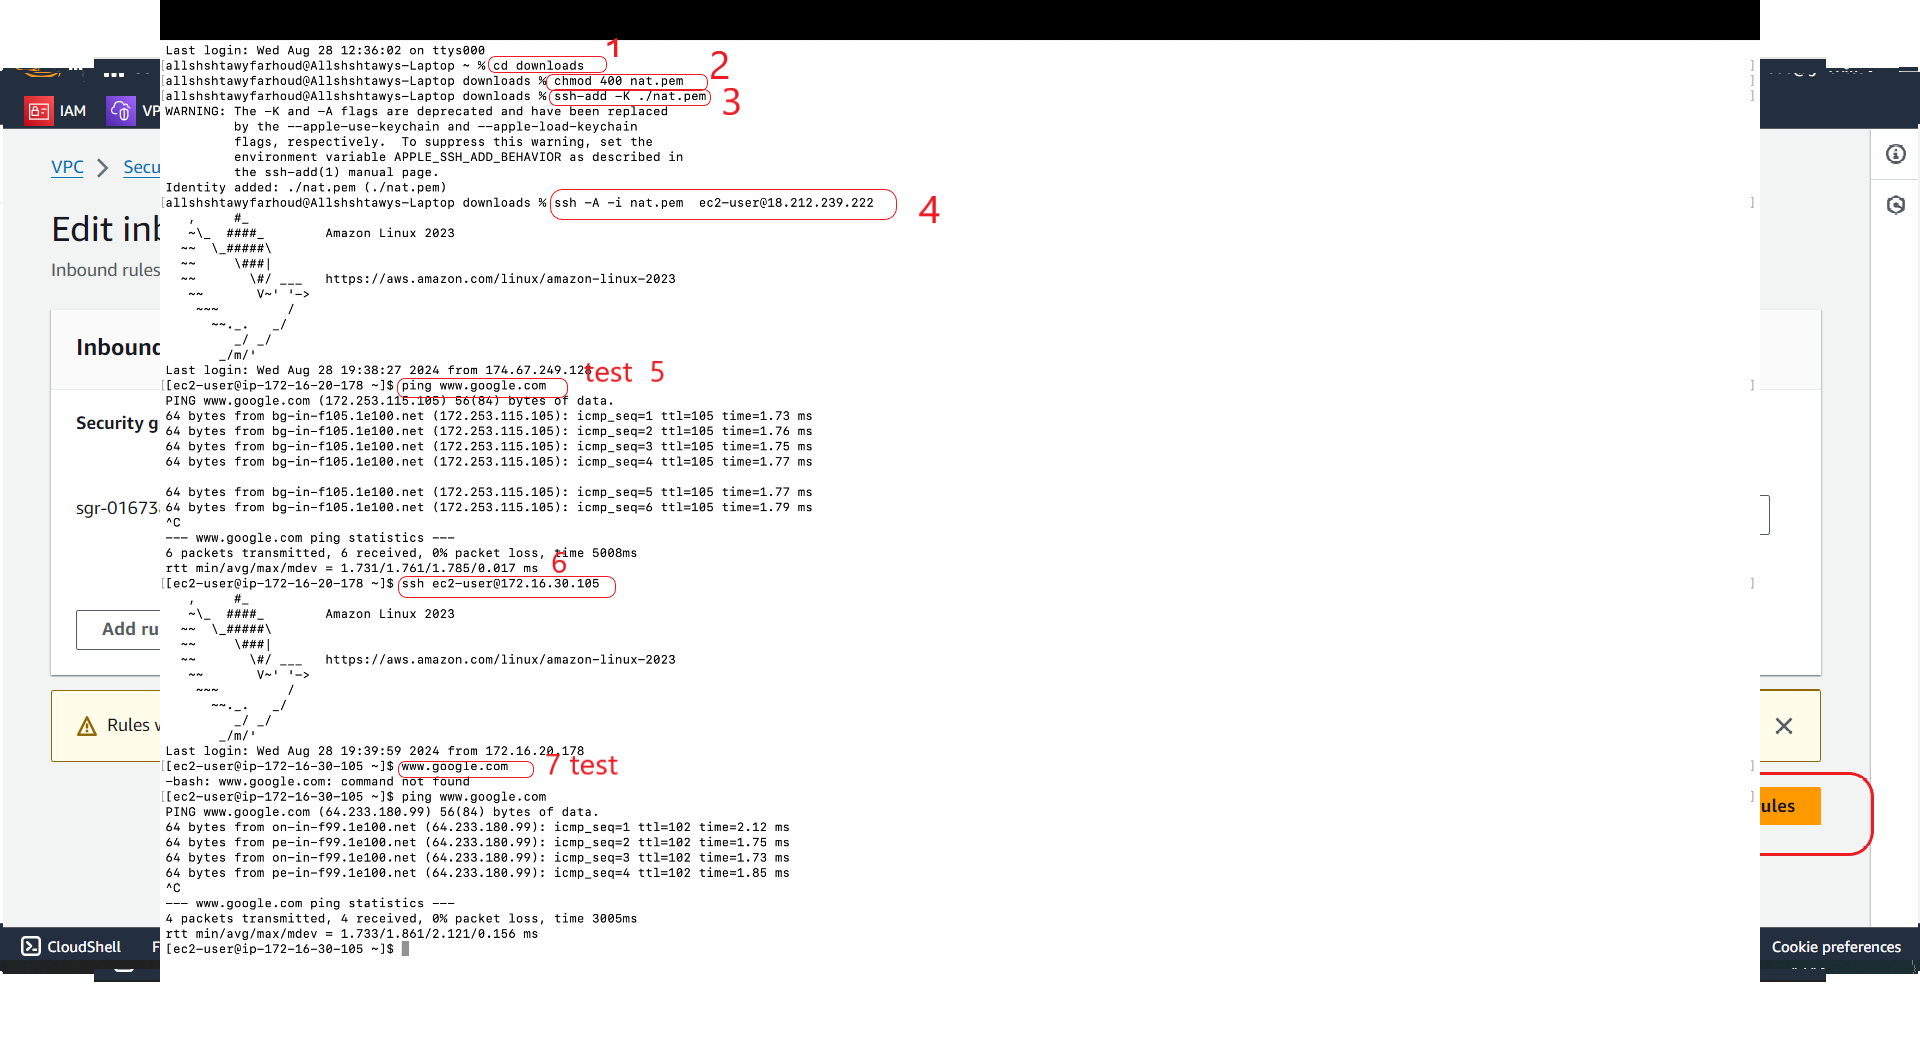 Last login: Wed Aug 28 12:36:02 on ttys000
1
[allshshtawyfarhoud@Allshshtawys-Laptop ~ % cd downloads ]
2
[allshshtawyfarhoud@Allshshtawys-Laptop downloads % chmod 400 nat.pem ]
[allshshtawyfarhoud@Allshshtawys-Laptop downloads % ssh-add -K ./nat.pem ]
3
IAM
VP
WARNING: The -K and -A flags are deprecated and have been replaced
by the --apple-use-keychain and --apple-load-keychain
flags, respectively. To suppress this warning, set the
environment variable APPLE_SSH_ADD_BEHAVIOR as described in
VPC
Secu
the ssh-add(1) manual page.
Identity added: ./nat.pem (./nat.pem)
[allshshtawyfarhoud@Allshshtawys-Laptop downloads % ssh -A -i nat.pem  ec2-user@18.212.239.222 ]
4
Edit inb
Inbound rules
   ,     #_
   ~\_  ####_        Amazon Linux 2023
  ~~  \_#####\
  ~~     \###|
  ~~       \#/ ___   https://aws.amazon.com/linux/amazon-linux-2023
   ~~       V~' '->
    ~~~         /
      ~~._.   _/
         _/ _/
       _/m/'
Inbound
Last login: Wed Aug 28 19:38:27 2024 from 174.67.249.128
test 5
[[ec2-user@ip-172-16-20-178 ~]$ ping www.google.com ]
PING www.google.com (172.253.115.105) 56(84) bytes of data.
64 bytes from bg-in-f105.1e100.net (172.253.115.105): icmp_seq=1 ttl=105 time=1.73 ms
Security g
64 bytes from bg-in-f105.1e100.net (172.253.115.105): icmp_seq=2 ttl=105 time=1.76 ms
64 bytes from bg-in-f105.1e100.net (172.253.115.105): icmp_seq=3 ttl=105 time=1.75 ms
64 bytes from bg-in-f105.1e100.net (172.253.115.105): icmp_seq=4 ttl=105 time=1.77 ms
64 bytes from bg-in-f105.1e100.net (172.253.115.105): icmp_seq=5 ttl=105 time=1.77 ms
64 bytes from bg-in-f105.1e100.net (172.253.115.105): icmp_seq=6 ttl=105 time=1.79 ms
sgr-01673
^C
--- www.google.com ping statistics ---
6 packets transmitted, 6 received, 0% packet loss, time 5008ms
rtt min/avg/max/mdev = 1.731/1.761/1.785/0.017 ms
6
[[ec2-user@ip-172-16-20-178 ~]$ ssh ec2-user@172.16.30.105 ]
   ,     #_
   ~\_  ####_        Amazon Linux 2023
  ~~  \_#####\
  ~~     \###|
  ~~       \#/ ___   https://aws.amazon.com/linux/amazon-linux-2023
   ~~       V~' '->
    ~~~         /
      ~~._.   _/
         _/ _/
       _/m/'
Add ru
Rules v
Last login: Wed Aug 28 19:39:59 2024 from 172.16.20.178
[[ec2-user@ip-172-16-30-105 ~]$ www.google.com ]
7 test
-bash: www.google.com: command not found
[[ec2-user@ip-172-16-30-105 ~]$ ping www.google.com ]
ules
PING www.google.com (64.233.180.99) 56(84) bytes of data.
64 bytes from on-in-f99.1e100.net (64.233.180.99): icmp_seq=1 ttl=102 time=2.12 ms
64 bytes from pe-in-f99.1e100.net (64.233.180.99): icmp_seq=2 ttl=102 time=1.75 ms
64 bytes from on-in-f99.1e100.net (64.233.180.99): icmp_seq=3 ttl=102 time=1.73 ms
64 bytes from pe-in-f99.1e100.net (64.233.180.99): icmp_seq=4 ttl=102 time=1.85 ms
^C
--- www.google.com ping statistics ---
4 packets transmitted, 4 received, 0% packet loss, time 3005ms
rtt min/avg/max/mdev = 1.733/1.861/2.121/0.156 ms
[ec2-user@ip-172-16-30-105 ~]$
CloudShell
F
Cookie preferences